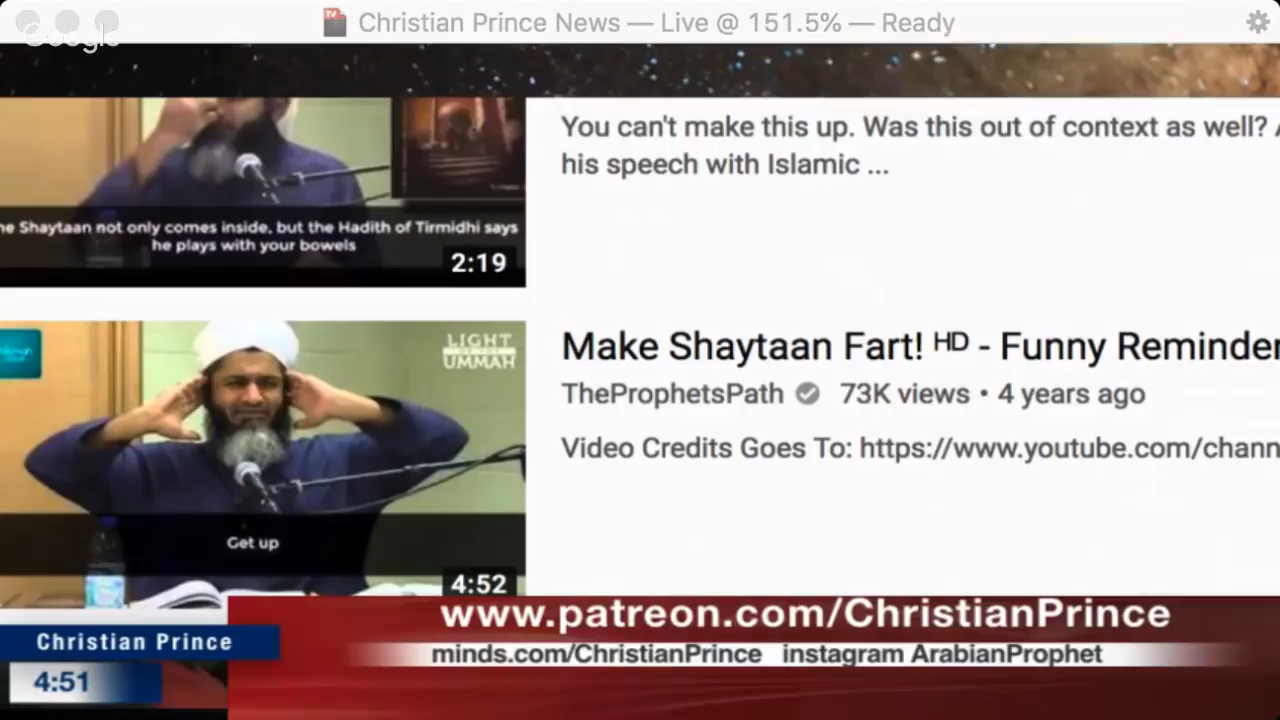 Christian Prince News — Live @ 151.5% — Ready
Google
You can't make this up. Was this out of context as well?
his speech with Islamic ...
he Shaytaan not only comes inside, but the Hadith of Tirmidhi says
he plays with your bowels
2:19
LIGHT
OF THE
UMMAH
Get up
4:52
Make Shaytaan Fart! ᴴᴰ - Funny Reminder
TheProphetsPath 73K views • 4 years ago
Video Credits Goes To: https://www.youtube.com/chann
www.patreon.com/ChristianPrince
minds.com/ChristianPrince instagram ArabianProphet
Christian Prince
4:51